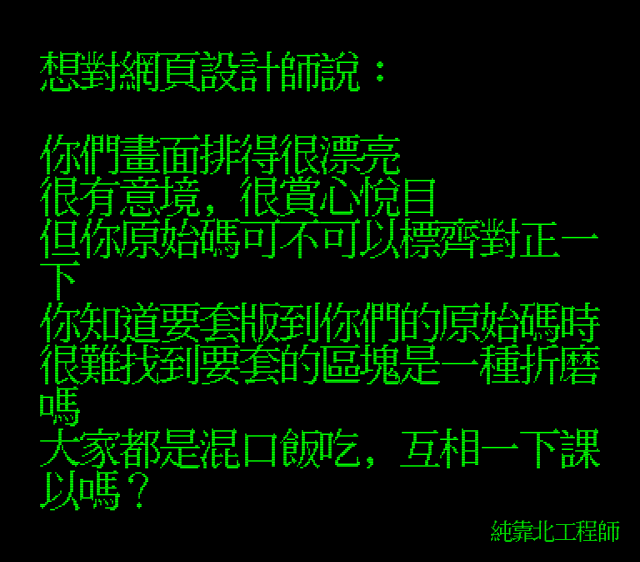 想對網頁設計師說：
你們畫面排得很漂亮
很有意境，很賞心悅目
但你原始碼可不可以標齊對正一
下
你知道要套版到你們的原始碼時
很難找到要套的區塊是一種折磨
嗎
大家都是混口飯吃，互相一下課
以嗎？
純靠北工程師